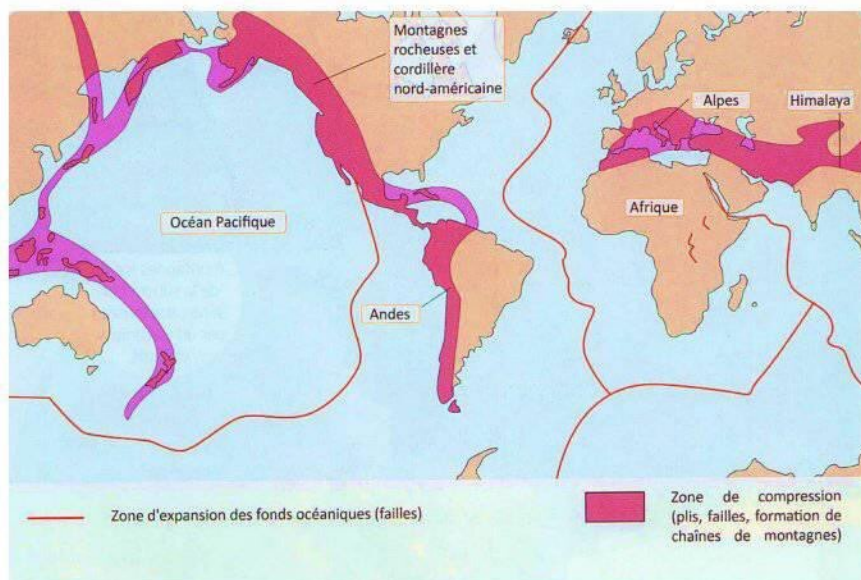 Montagnes
rocheuses et
cordillère
nord-américaine
Alpes
Himalaya
Océan Pacifique
Afrique
Andes
Zone d'expansion des fonds océaniques (failles)
Zone de compression
(plis, failles, formation de
chaînes de montagnes)